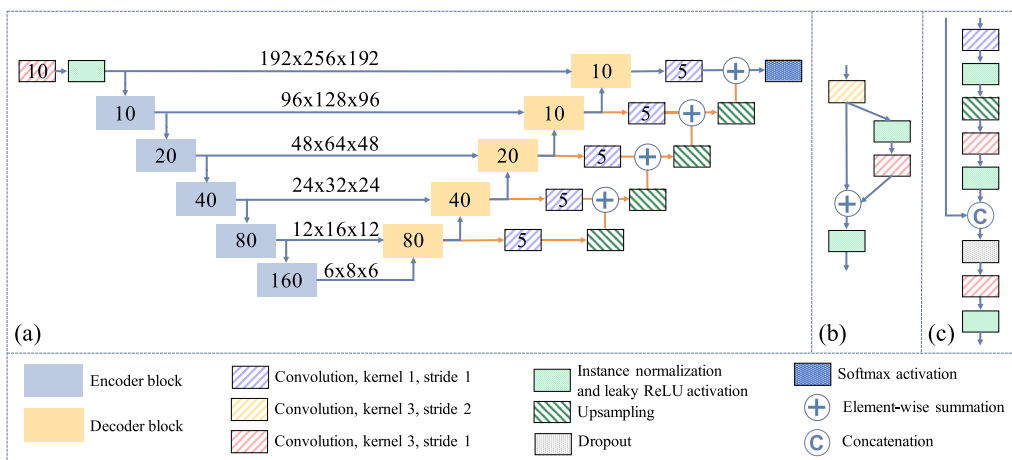 10
192x256x192
10
5
10
96x128x96
10
5
20
48x64x48
20
5
40
24x32x24
40
5
80
12x16x12
80
5
160
6x8x6
C
(a)
(b)
(c)
Encoder block
Decoder block
Convolution, kernel 1, stride 1
Convolution, kernel 3, stride 2
Convolution, kernel 3, stride 1
Instance normalization
and leaky ReLU activation
Upsampling
Dropout
Softmax activation
Element-wise summation
C
Concatenation